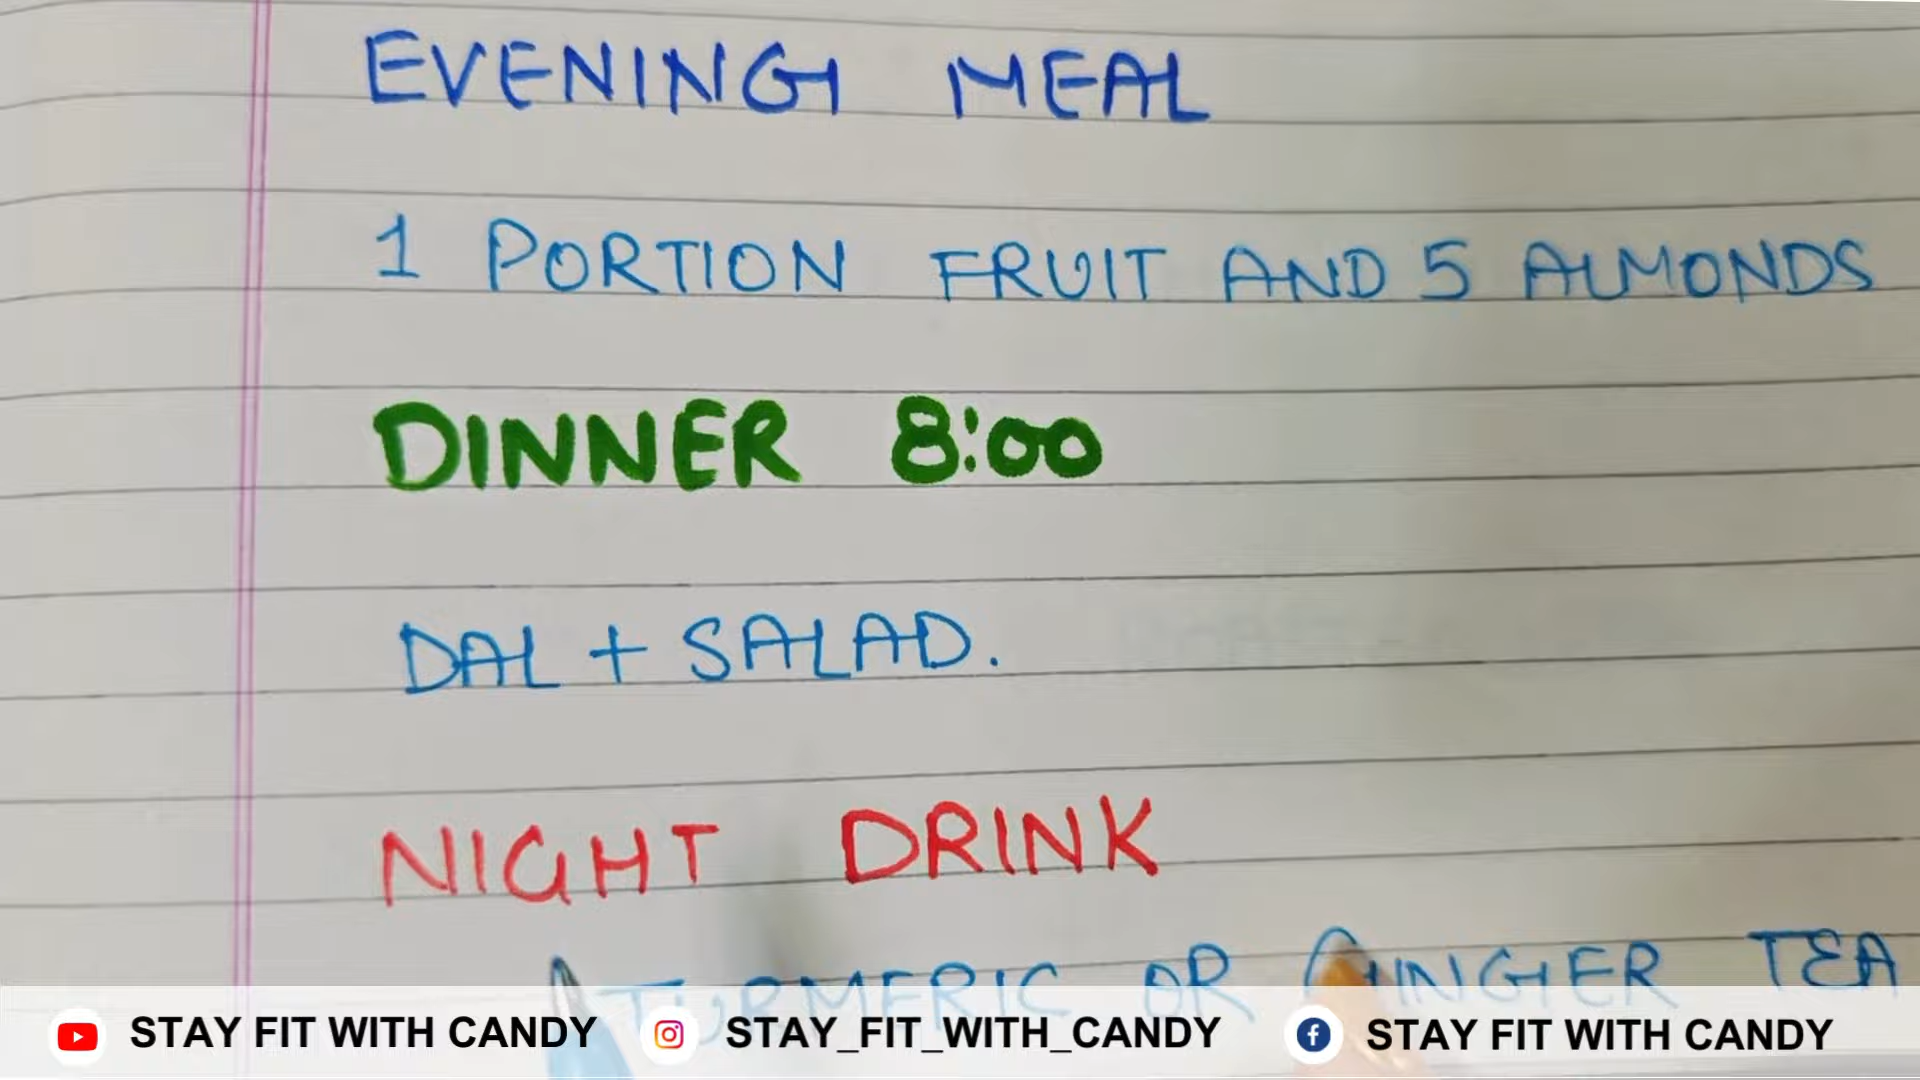 EVENING MEAL
1 PORTION FRUIT AND 5 ALMONDS
DINNER 8:00
DAL + SALAD.
NIGHT DRINK
TURMERIC OR GINGER TEA
STAY FIT WITH CANDY STAY_FIT_WITH_CANDY STAY FIT WITH CANDY